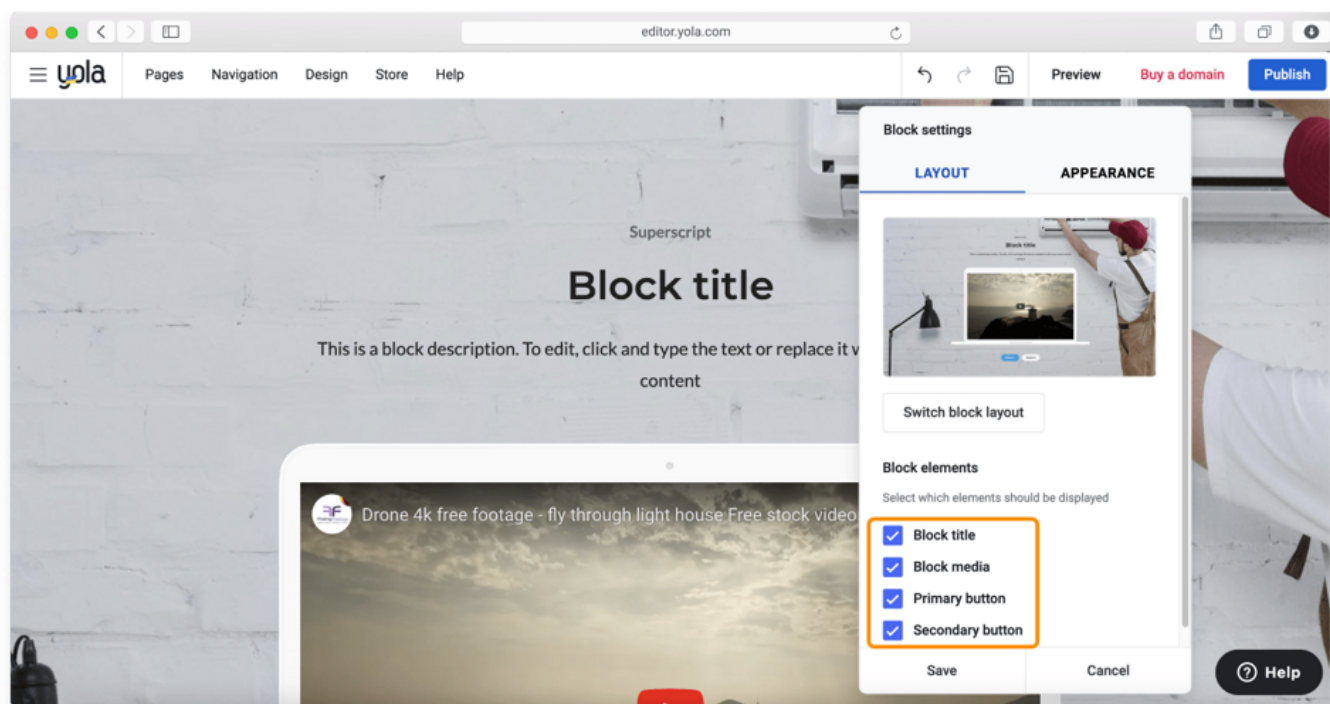 editor.yola.com
yola
Pages
Navigation
Design
Store
Help
Preview
Buy a domain
Publish
Block settings
LAYOUT
APPEARANCE
Superscript
Block title
This is a block description. To edit, click and type the text or replace it
content
Block title
Switch block layout
Block elements
Select which elements should be displayed
Block title
Block media
Primary button
Secondary button
Save
Cancel
Drone 4k free footage - fly through light house Free stock video
Help